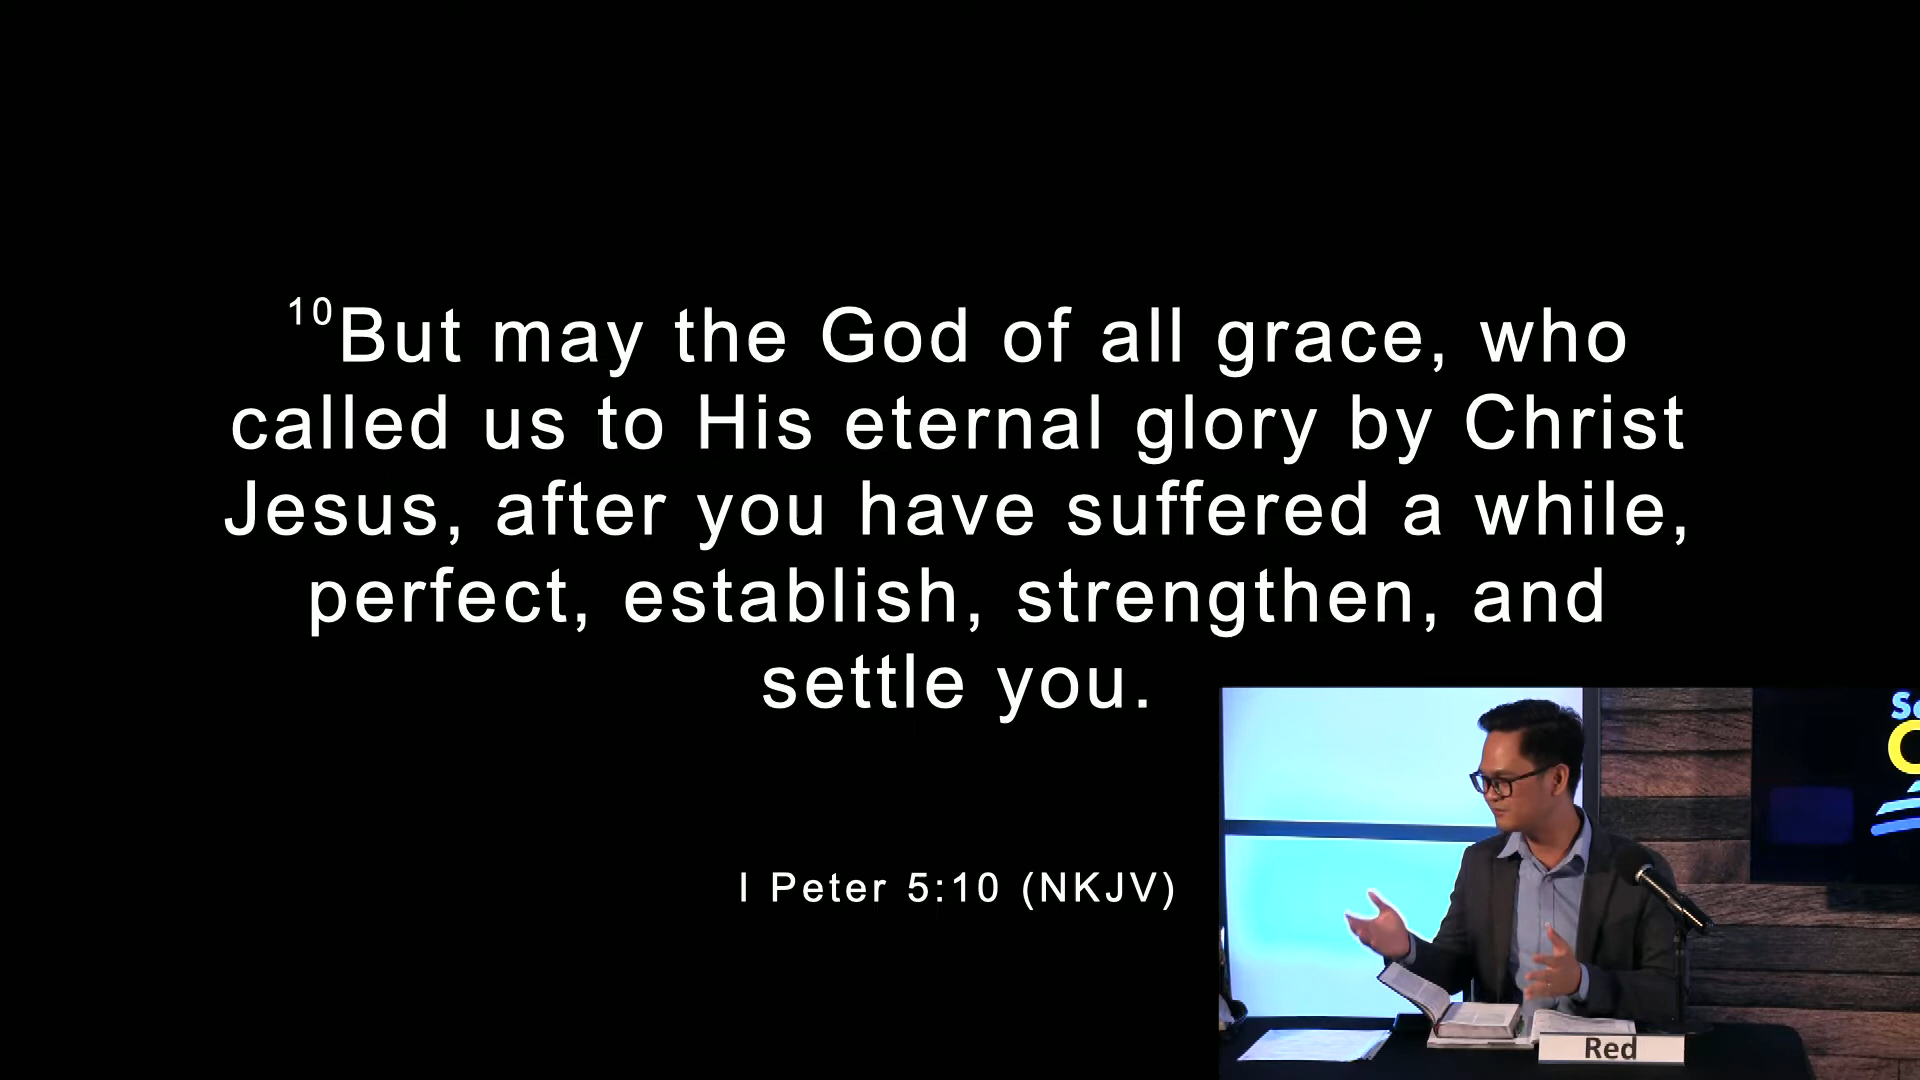 10But may the God of all grace, who
called us to His eternal glory by Christ
Jesus, after you have suffered a while,
perfect, establish, strengthen, and
settle you.
I Peter 5:10 (NKJV)
Red